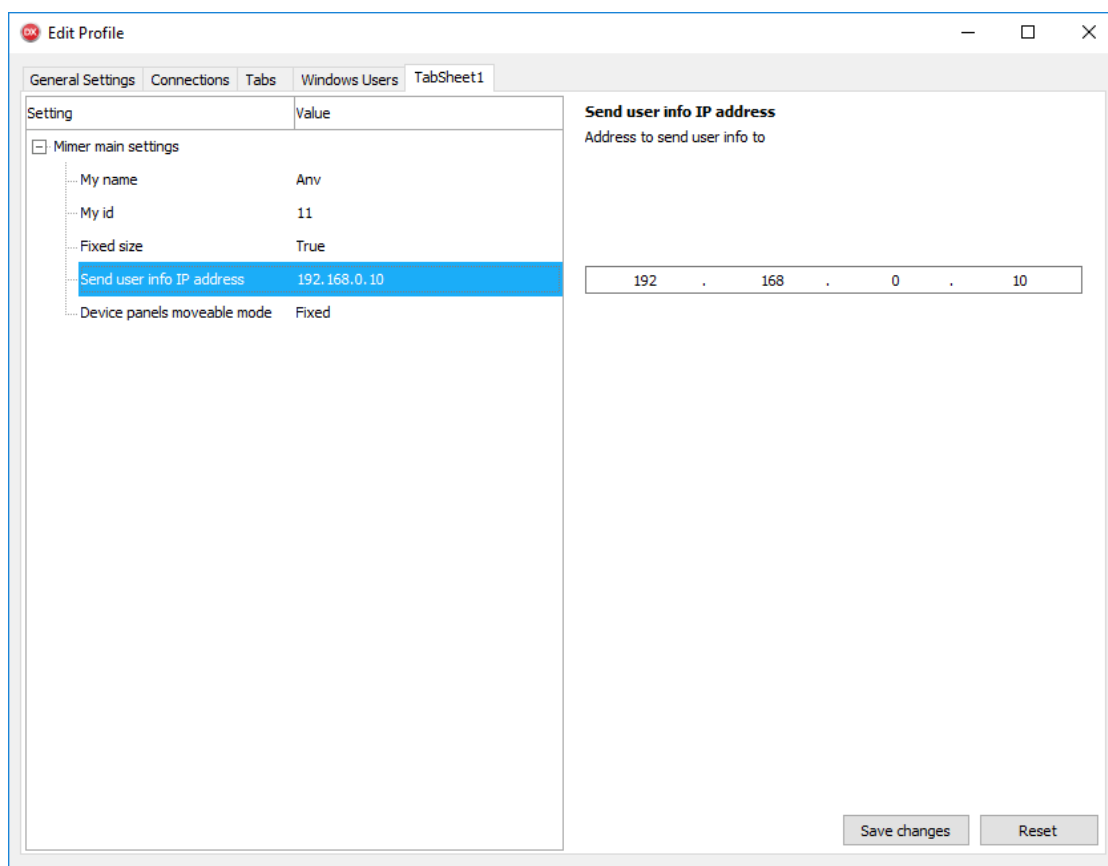 DX Edit Profile
General Settings Connections Tabs Windows Users TabSheet1
Setting Value
Mimer main settings
My name Anv
My id 11
Fixed size True
Send user info IP address 192.168.0.10
Device panels moveable mode Fixed
Send user info IP address
Address to send user info to
192 . 168 . 0 . 10
Save changes Reset